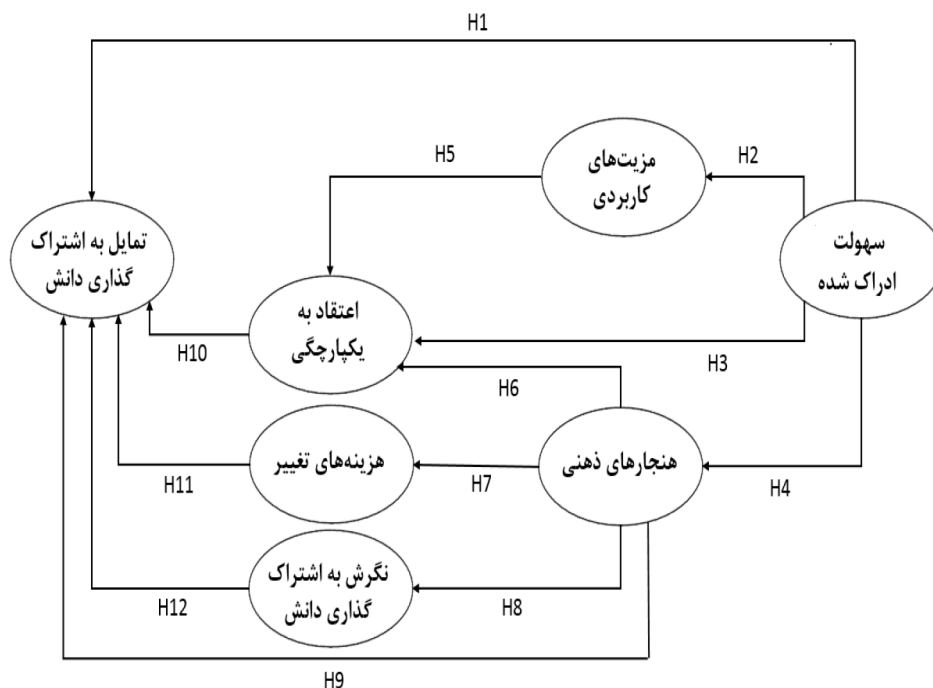 H1
مزیت‌های
کاربردی
H5
H2
سهولت
ادراک شده
تمایل به اشتراک
گذاری دانش
اعتقاد به
یکپارچگی
H10
H3
H6
هنجارهای ذهنی
هزینه‌های تغییر
H4
H7
H11
نگرش به اشتراک
گذاری دانش
H8
H12
H9